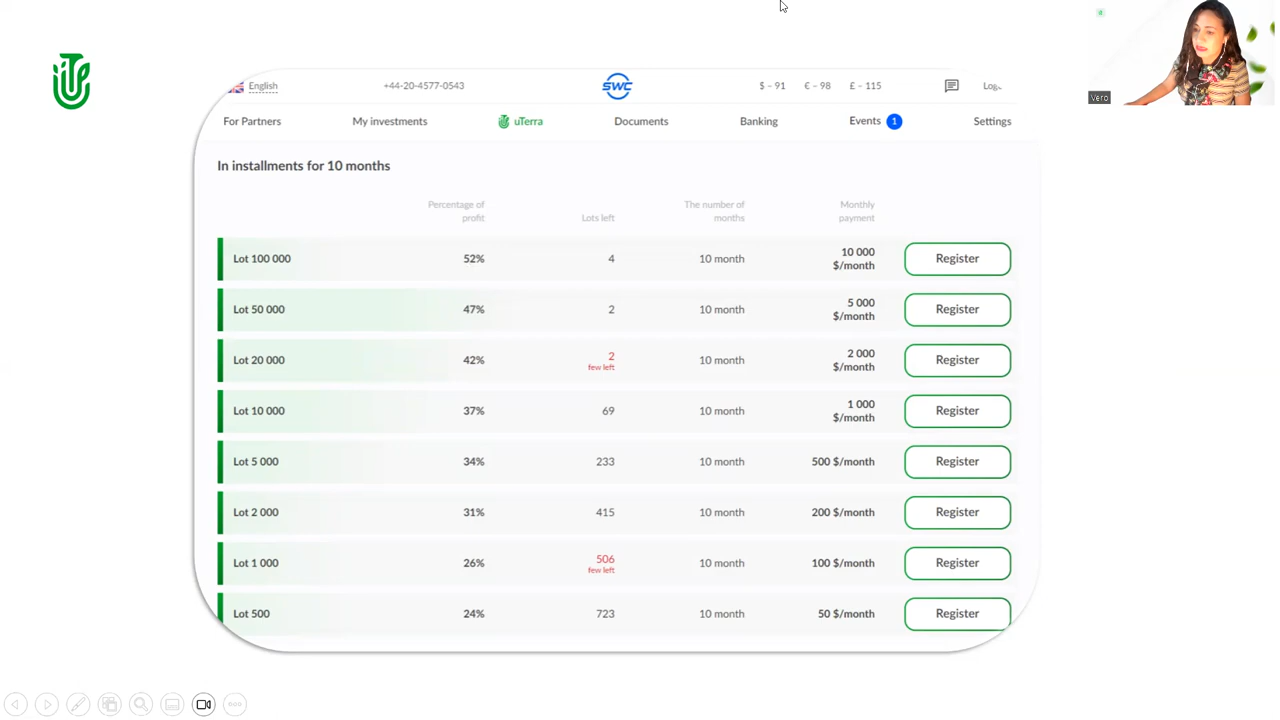 English
+44-20-4577-0543
SWC
$ – 91 € – 98 £ – 115
For Partners My investments uTerra Documents Banking Events 1 Settings
In installments for 10 months
Percentage of profit Lots left The number of months Monthly payment
Lot 100 000 52% 4 10 month 10 000 $/month Register
Lot 50 000 47% 2 10 month 5 000 $/month Register
Lot 20 000 42% 2 few left 10 month 2 000 $/month Register
Lot 10 000 37% 69 10 month 1 000 $/month Register
Lot 5 000 34% 233 10 month 500 $/month Register
Lot 2 000 31% 415 10 month 200 $/month Register
Lot 1 000 26% 506 few left 10 month 100 $/month Register
Lot 500 24% 723 10 month 50 $/month Register
Vero